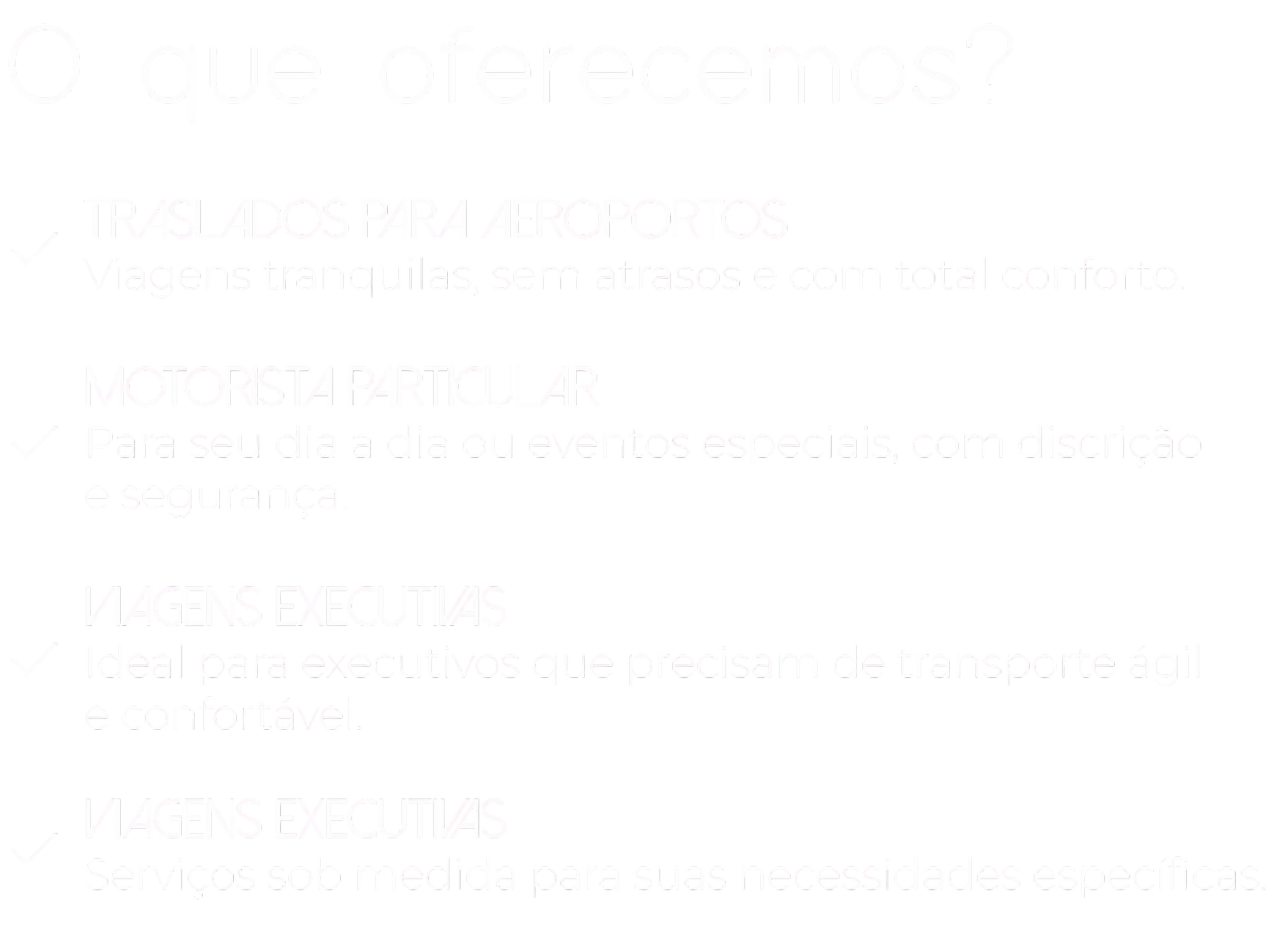 O que oferecemos?
TRASLADOS PARA AEROPORTOS
Viagens tranquilas, sem atrasos e com total conforto.
MOTORISTA PARTICULAR
Para seu dia a dia ou eventos especiais, com discrição
e segurança.
VIAGENS EXECUTIVAS
Ideal para executivos que precisam de transporte ágil
e confortável.
VIAGENS EXECUTIVAS
Serviços sob medida para suas necessidades específicas.